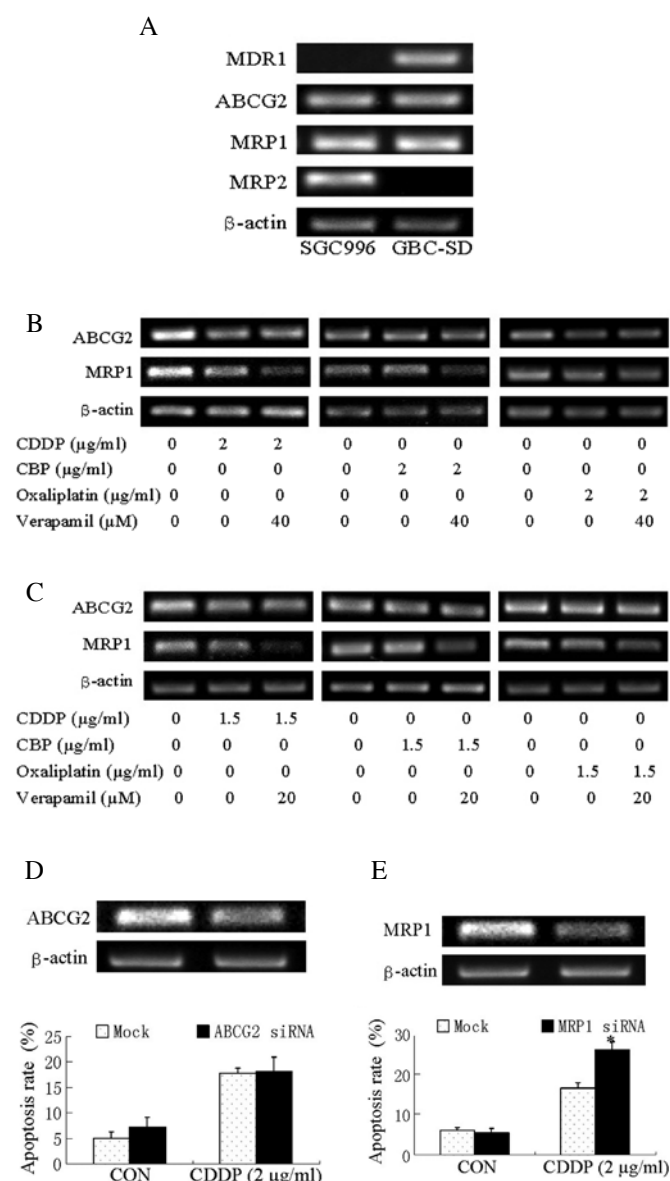 A
MDR1
ABCG2
MRP1
MRP2
β-actin
SGC996 GBC-SD
B
ABCG2
MRP1
β-actin
CDDP (µg/ml) 0 2 2 0 0 0 0 0 0
CBP (µg/ml) 0 0 0 0 2 2 0 0 0
Oxaliplatin (µg/ml) 0 0 0 0 0 0 0 2 2
Verapamil (µM) 0 0 40 0 0 40 0 0 40
C
ABCG2
MRP1
β-actin
CDDP (µg/ml) 0 1.5 1.5 0 0 0 0 0 0
CBP (µg/ml) 0 0 0 0 1.5 1.5 0 0 0
Oxaliplatin (µg/ml) 0 0 0 0 0 0 0 1.5 1.5
Verapamil (µM) 0 0 20 0 0 20 0 0 20
D
ABCG2
β-actin
Apoptosis rate (%)
25
20
15
10
5
0
Mock ABCG2 siRNA
CON CDDP (2 µg/ml)
E
MRP1
β-actin
Apoptosis rate (%)
30
20
10
0
Mock MRP1 siRNA
*
CON CDDP (2 µg/ml)